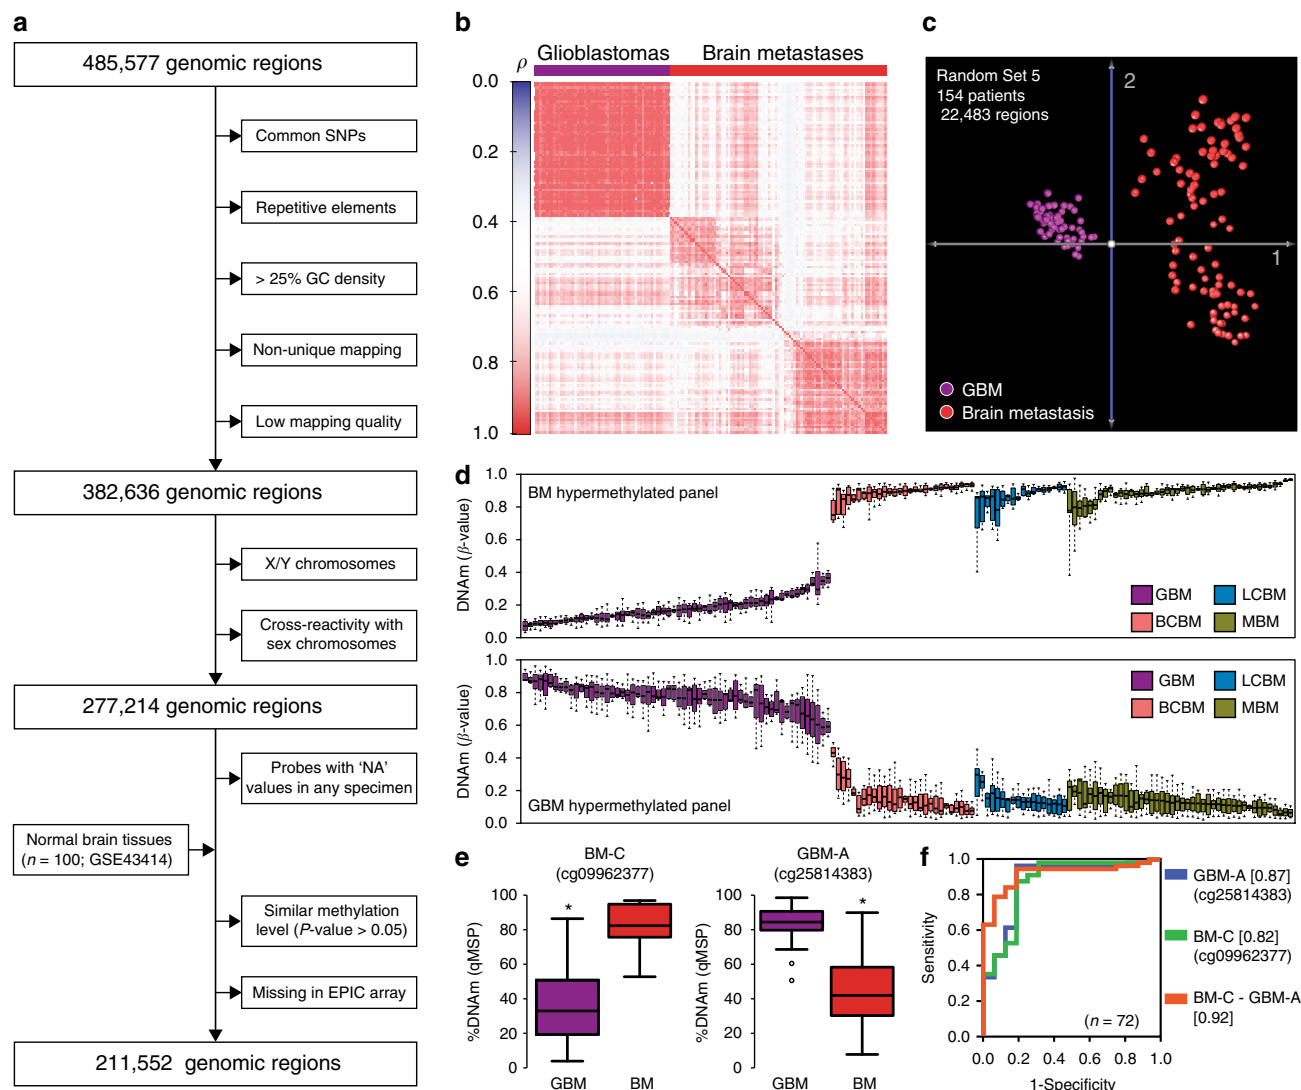 a
485,577 genomic regions
Common SNPs
Repetitive elements
> 25% GC density
Non-unique mapping
Low mapping quality
382,636 genomic regions
X/Y chromosomes
Cross-reactivity with
sex chromosomes
277,214 genomic regions
Probes with 'NA'
values in any specimen
Normal brain tissues
(n = 100; GSE43414)
Similar methylation
level (P-value > 0.05)
Missing in EPIC array
211,552 genomic regions
b
Glioblastomas
Brain metastases
ρ
0.0
0.2
0.4
0.6
0.8
1.0
c
Random Set 5
154 patients
22,483 regions
2
1
GBM
Brain metastasis
d
DNAm (β-value)
1.0
0.8
0.6
0.4
0.2
0.0
BM hypermethylated panel
GBM
LCBM
BCBM
MBM
DNAm (β-value)
1.0
0.8
0.6
0.4
0.2
0.0
GBM hypermethylated panel
GBM
LCBM
BCBM
MBM
e
BM-C
(cg09962377)
%DNAm (qMSP)
100
80
60
40
20
0
*
GBM
BM
GBM-A
(cg25814383)
%DNAm (qMSP)
100
80
60
40
20
0
*
GBM
BM
f
Sensitivity
1.0
0.8
0.6
0.4
0.2
0.0
(n = 72)
0.0
0.2
0.4
0.6
0.8
1.0
1-Specificity
GBM-A [0.87]
(cg25814383)
BM-C [0.82]
(cg09962377)
BM-C - GBM-A
[0.92]